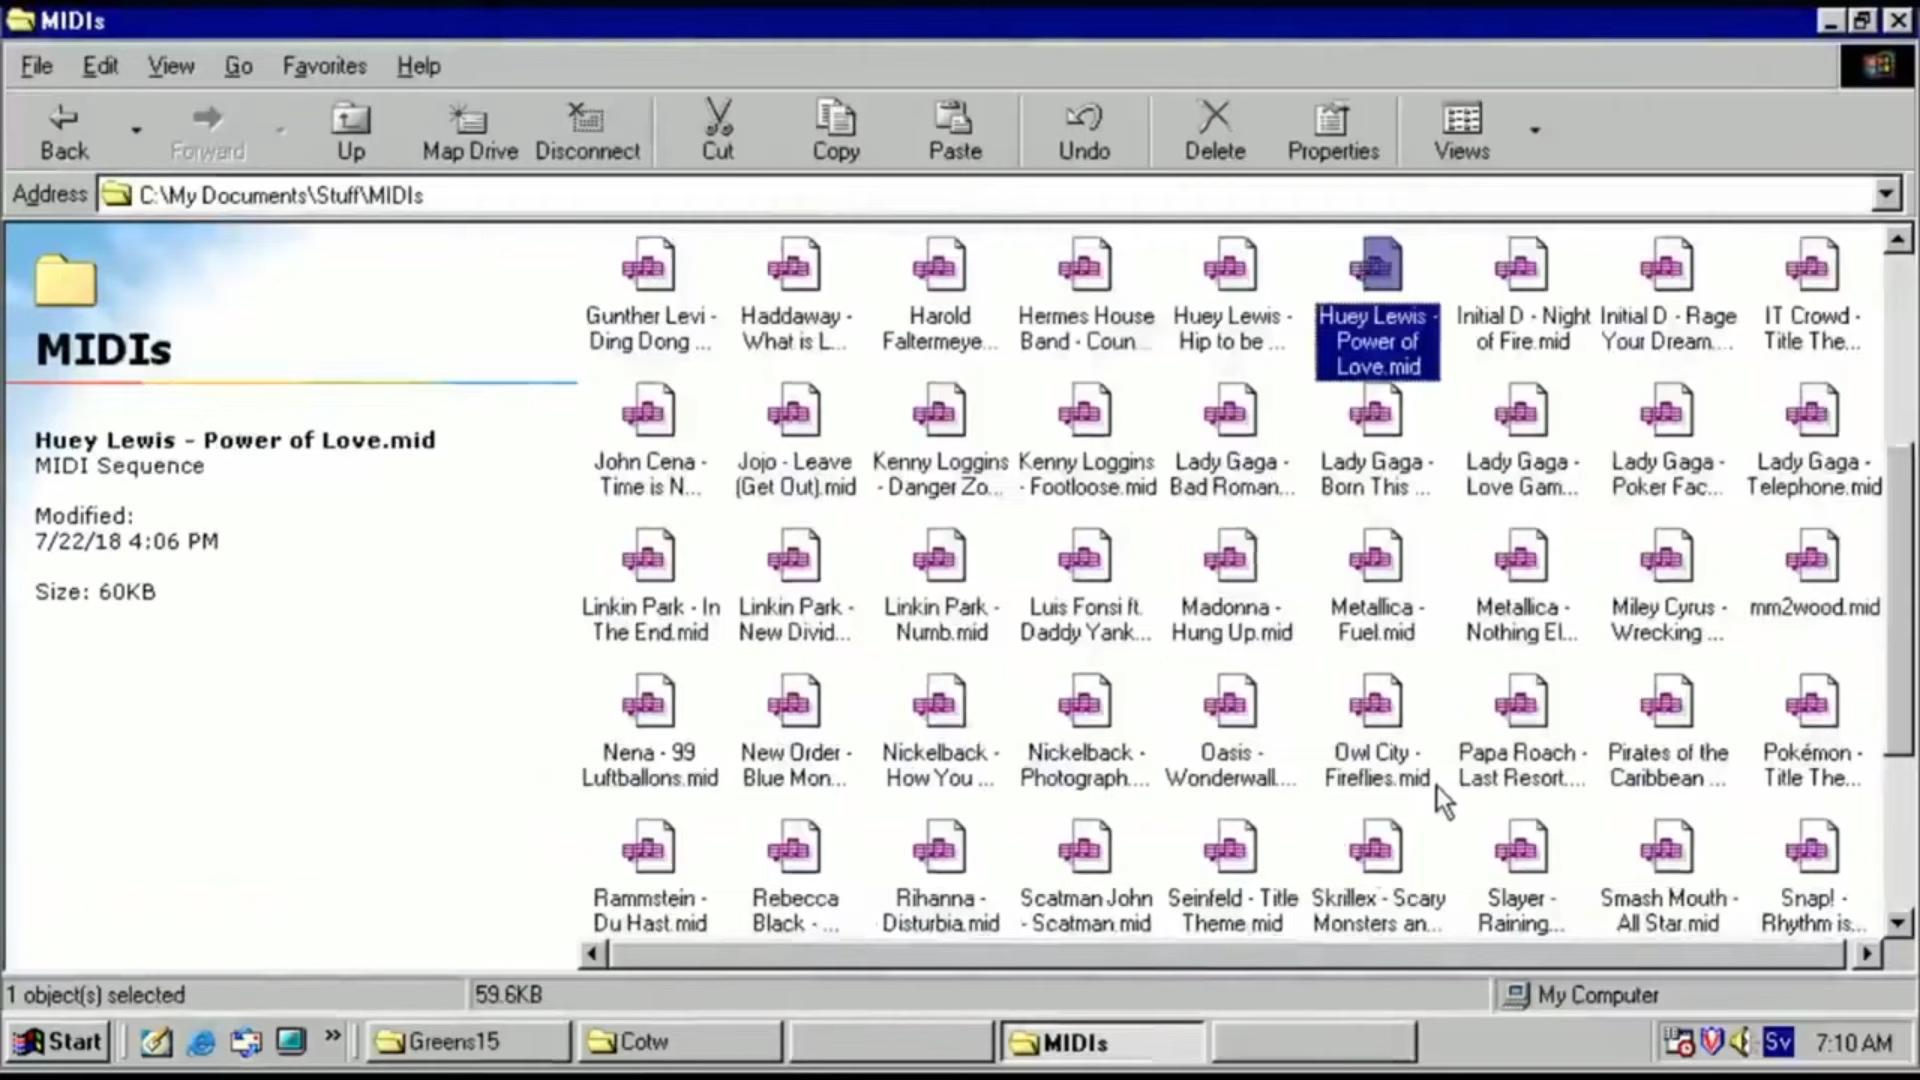 MIDIs
File Edit View Go Favorites Help
Back Forward Up Map Drive Disconnect Cut Copy Paste Undo Delete Properties Views
Address C:\My Documents\Stuff\MIDIs
MIDIs
Huey Lewis - Power of Love.mid
MIDI Sequence
Modified:
7/22/18 4:06 PM
Size: 60KB
Gunther Levi -
Ding Dong ...
Haddaway -
What is L...
Harold
Faltermeye...
Hermes House
Band - Coun...
Huey Lewis -
Hip to be ...
Huey Lewis -
Power of
Love.mid
Initial D - Night
of Fire.mid
Initial D - Rage
Your Dream....
IT Crowd -
Title The...
John Cena -
Time is N...
Jojo - Leave
(Get Out).mid
Kenny Loggins
- Danger Zo...
Kenny Loggins
- Footloose.mid
Lady Gaga -
Bad Roman...
Lady Gaga -
Born This ...
Lady Gaga -
Love Gam...
Lady Gaga -
Poker Fac...
Lady Gaga -
Telephone.mid
Linkin Park - In
The End.mid
Linkin Park -
New Divid...
Linkin Park -
Numb.mid
Luis Fonsi ft.
Daddy Yank...
Madonna -
Hung Up.mid
Metallica -
Fuel.mid
Metallica -
Nothing El...
Miley Cyrus -
Wrecking ...
mm2wood.mid
Nena - 99
Luftballons.mid
New Order -
Blue Mon...
Nickelback -
How You ...
Nickelback -
Photograph....
Oasis -
Wonderwall....
Owl City -
Fireflies.mid
Papa Roach -
Last Resort....
Pirates of the
Caribbean ...
Pokémon -
Title The...
Rammstein -
Du Hast.mid
Rebecca
Black - ...
Rihanna -
Disturbia.mid
Scatman John
- Scatman.mid
Seinfeld - Title
Theme.mid
Skrillex - Scary
Monsters an...
Slayer -
Raining...
Smash Mouth -
All Star.mid
Snap! -
Rhythm is...
1 object(s) selected 59.6KB My Computer
Start » Greens15 Cotw MIDIs Sv 7:10 AM